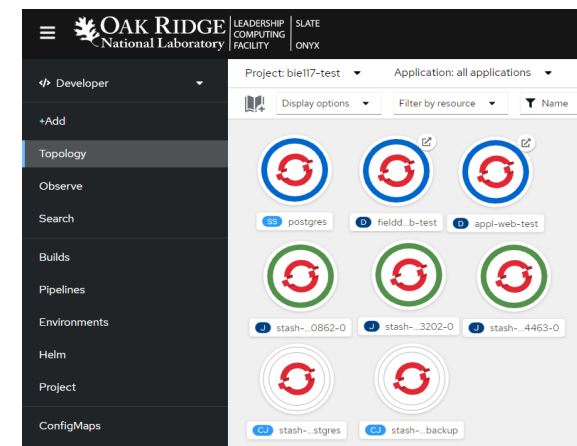 OAK RIDGE
National Laboratory
LEADERSHIP
COMPUTING
FACILITY
SLATE
ONYX
Developer
+Add
Topology
Observe
Search
Builds
Pipelines
Environments
Helm
Project
ConfigMaps
Project: bie117-test
Application: all applications
Display options
Filter by resource
Name
SS postgres
D fieldd...b-test
D appl-web-test
J stash-...0862-0
J stash-...3202-0
J stash-...4463-0
CJ stash-...stgres
CJ stash-...backup